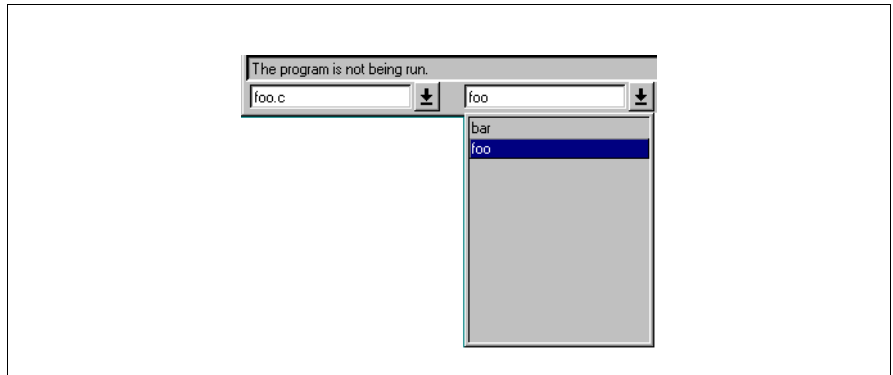 The program is not being run.
foo.c
foo
bar
foo